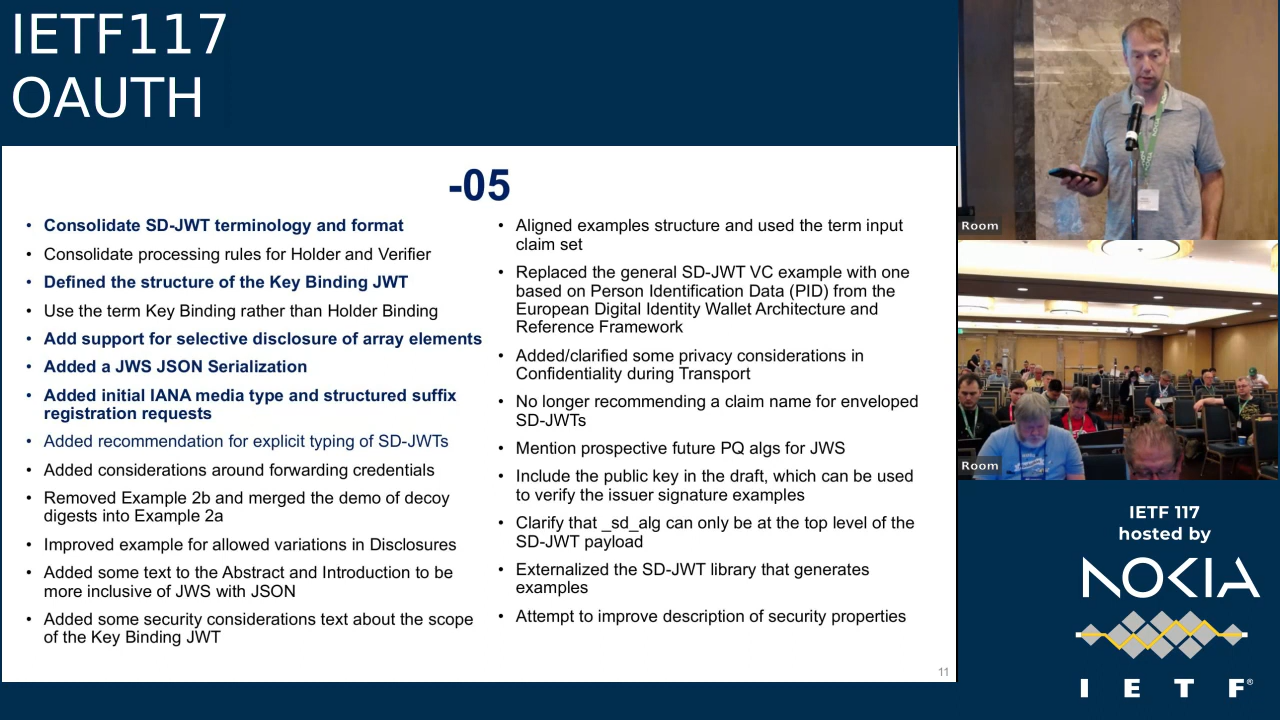 IETF117
OAUTH
-05
• Consolidate SD-JWT terminology and format
• Consolidate processing rules for Holder and Verifier
• Defined the structure of the Key Binding JWT
• Use the term Key Binding rather than Holder Binding
• Add support for selective disclosure of array elements
• Added a JWS JSON Serialization
• Added initial IANA media type and structured suffix
registration requests
• Added recommendation for explicit typing of SD-JWTs
• Added considerations around forwarding credentials
• Removed Example 2b and merged the demo of decoy
digests into Example 2a
• Improved example for allowed variations in Disclosures
• Added some text to the Abstract and Introduction to be
more inclusive of JWS with JSON
• Added some security considerations text about the scope
of the Key Binding JWT
• Aligned examples structure and used the term input
claim set
• Replaced the general SD-JWT VC example with one
based on Person Identification Data (PID) from the
European Digital Identity Wallet Architecture and
Reference Framework
• Added/clarified some privacy considerations in
Confidentiality during Transport
• No longer recommending a claim name for enveloped
SD-JWTs
• Mention prospective future PQ algs for JWS
• Include the public key in the draft, which can be used
to verify the issuer signature examples
• Clarify that _sd_alg can only be at the top level of the
SD-JWT payload
• Externalized the SD-JWT library that generates
examples
• Attempt to improve description of security properties
11
Room
Room
IETF 117
hosted by
NOKIA
I E T F®